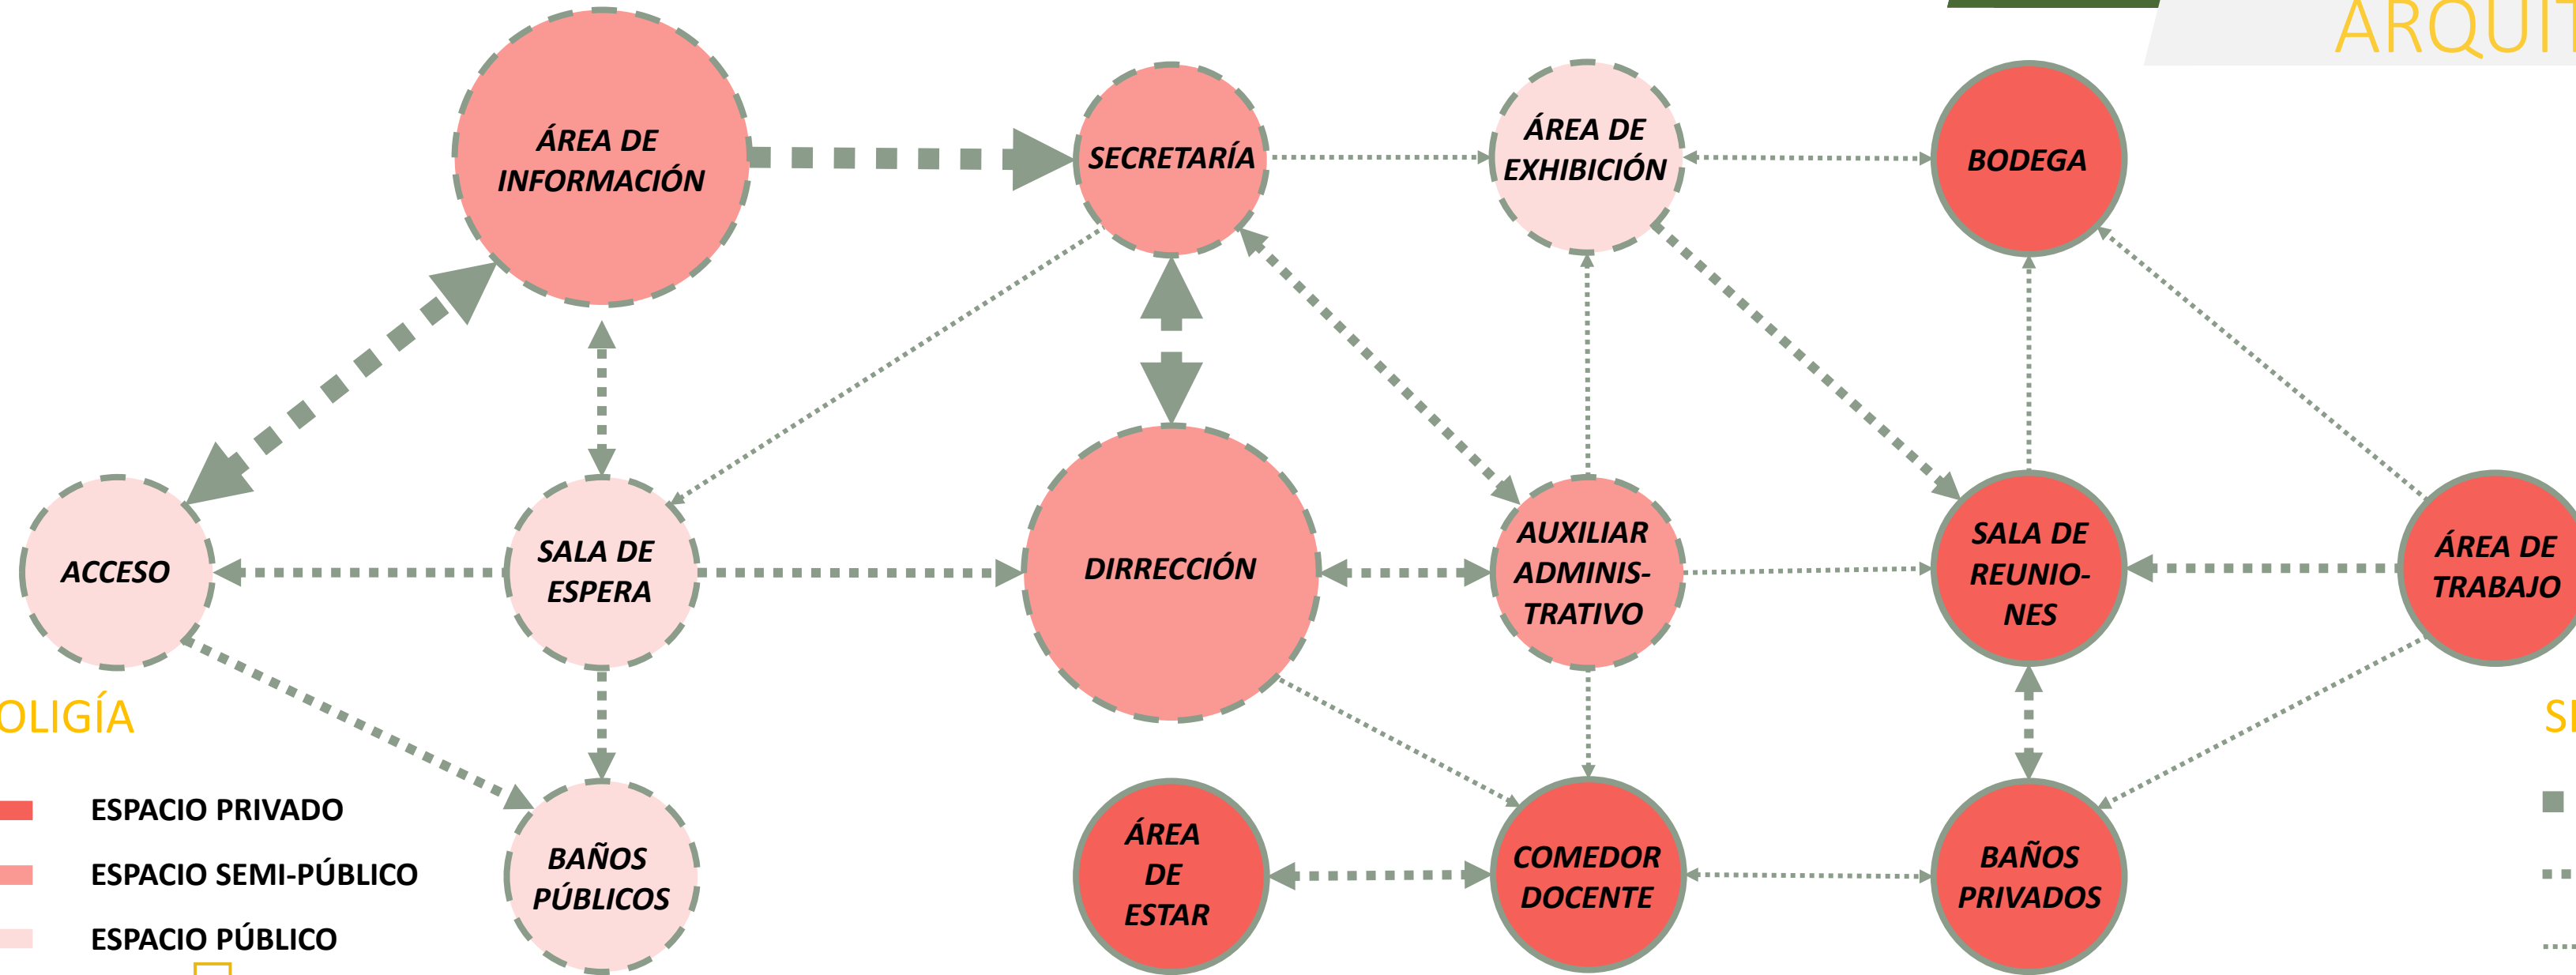 ARQUIT
ÁREA DE
INFORMACIÓN
SECRETARÍA
ÁREA DE
EXHIBICIÓN
BODEGA
ACCESO
SALA DE
ESPERA
DIRRECCIÓN
AUXILIAR
ADMINIS-
TRATIVO
SALA DE
REUNIO-
NES
ÁREA DE
TRABAJO
OLIGÍA
ESPACIO PRIVADO
ESPACIO SEMI-PÚBLICO
ESPACIO PÚBLICO
BAÑOS
PÚBLICOS
ÁREA
DE
ESTAR
COMEDOR
DOCENTE
BAÑOS
PRIVADOS